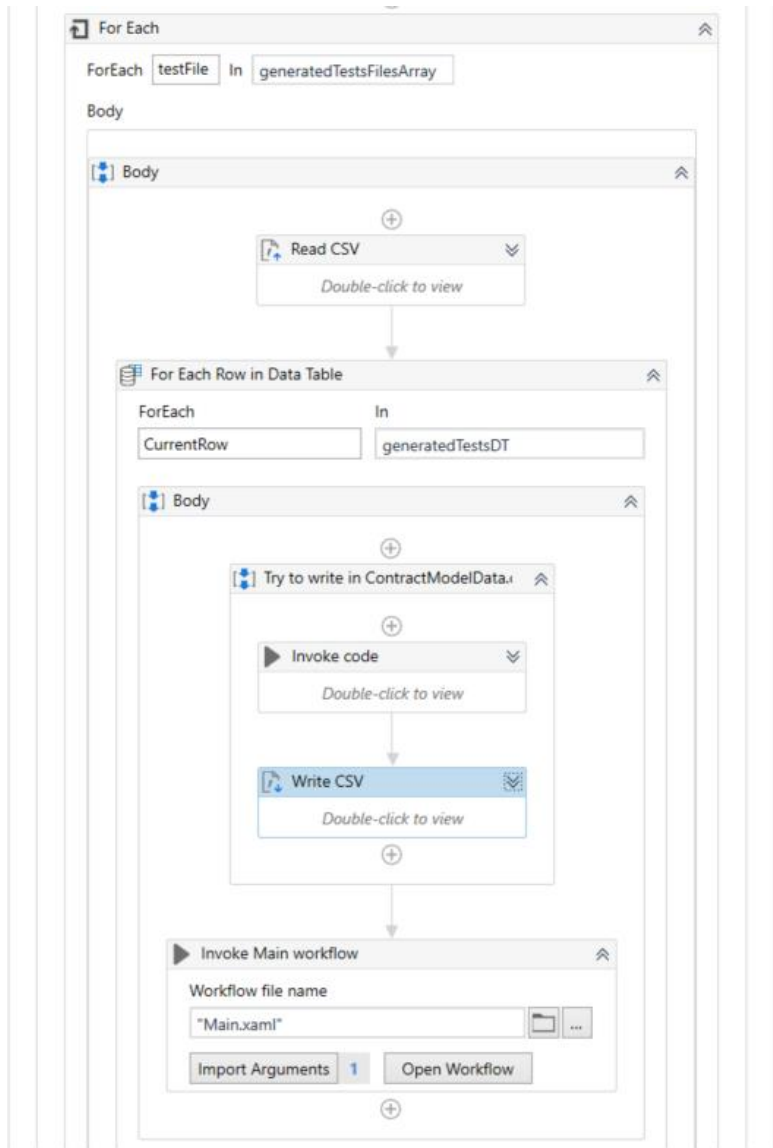 For Each
ForEach testFile In generatedTestsFilesArray
Body
Body
Read CSV
Double-click to view
For Each Row in Data Table
ForEach In
CurrentRow generatedTestsDT
Body
Try to write in ContractModelData.
Invoke code
Double-click to view
Write CSV
Double-click to view
Invoke Main workflow
Workflow file name
"Main.xaml" ...
Import Arguments 1 Open Workflow